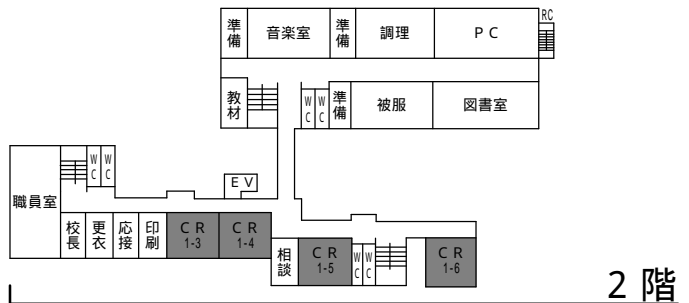 準備
音楽室
準備
調理
PC
RC
教材
WC
WC
準備
被服
図書室
職員室
WC
WC
EV
校長
更衣
応接
印刷
CR
1-3
CR
1-4
相談
CR
1-5
WC
WC
CR
1-6
2階